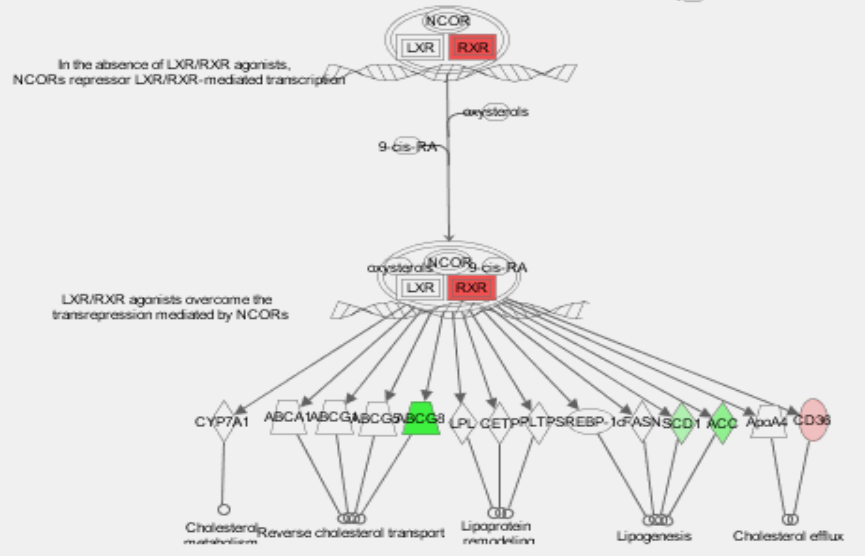 NCOR
LXR RXR
In the absence of LXR/RXR agonists,
NCORs repressor LXR/RXR-mediated transcription
oxysterols
9-cis-RA
oxysterols NCOR 9-cis-RA
LXR RXR
LXR/RXR agonists overcome the
transrepression mediated by NCORs
CYP7A1 ABCA1 ABCG1 ABCG5 ABCG8 LPL CETP PLTP SREBP-1c FASN SCD1 ACC ApoA4 CD36
Cholesterol
metabolism
Reverse cholesterol transport
Lipoprotein
remodeling
Lipogenesis
Cholesterol efflux